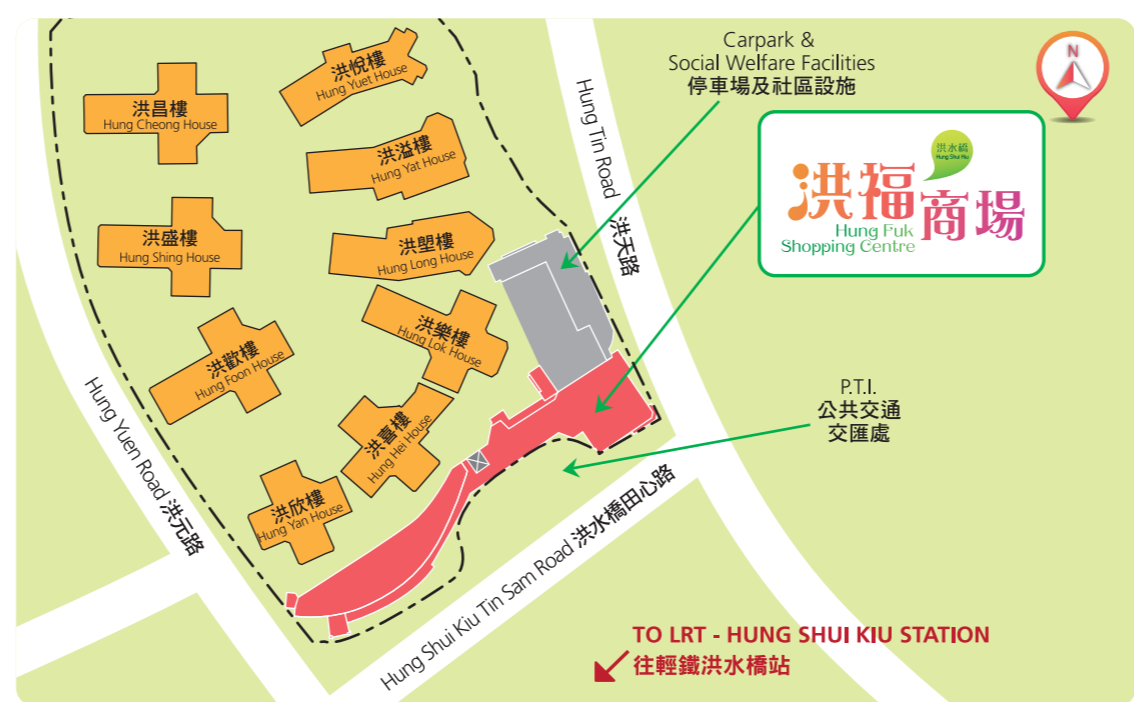 洪悅樓
Hung Yuet House
洪昌樓
Hung Cheong House
洪溢樓
Hung Yat House
洪盛樓
Hung Shing House
洪塱樓
Hung Long House
洪樂樓
Hung Lok House
洪歡樓
Hung Foon House
洪喜樓
Hung Hei House
洪欣樓
Hung Yan House
Carpark &
Social Welfare Facilities
停車場及社區設施
N
洪水橋
Hung Shui Kiu
洪福商場
Hung Fuk
Shopping Centre
Hung Tin Road 洪天路
P.T.I.
公共交通
交匯處
Hung Yuen Road 洪元路
Hung Shui Kiu Tin Sam Road 洪水橋田心路
TO LRT - HUNG SHUI KIU STATION
往輕鐵洪水橋站